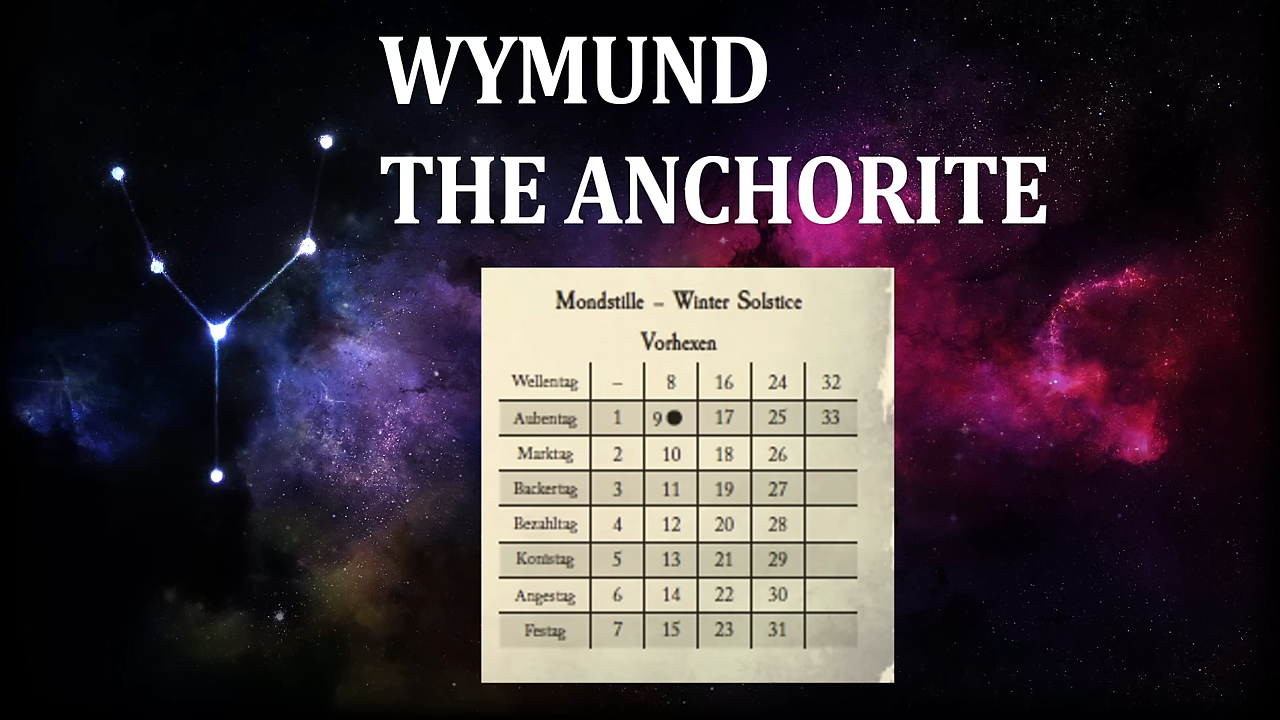 WYMUND
THE ANCHORITE
Mondstille – Winter Solstice
Vorhexen
Wellentag – 8 16 24 32
Aubentag 1 9● 17 25 33
Marktag 2 10 18 26
Backertag 3 11 19 27
Bezahltag 4 12 20 28
Konistag 5 13 21 29
Angestag 6 14 22 30
Festag 7 15 23 31